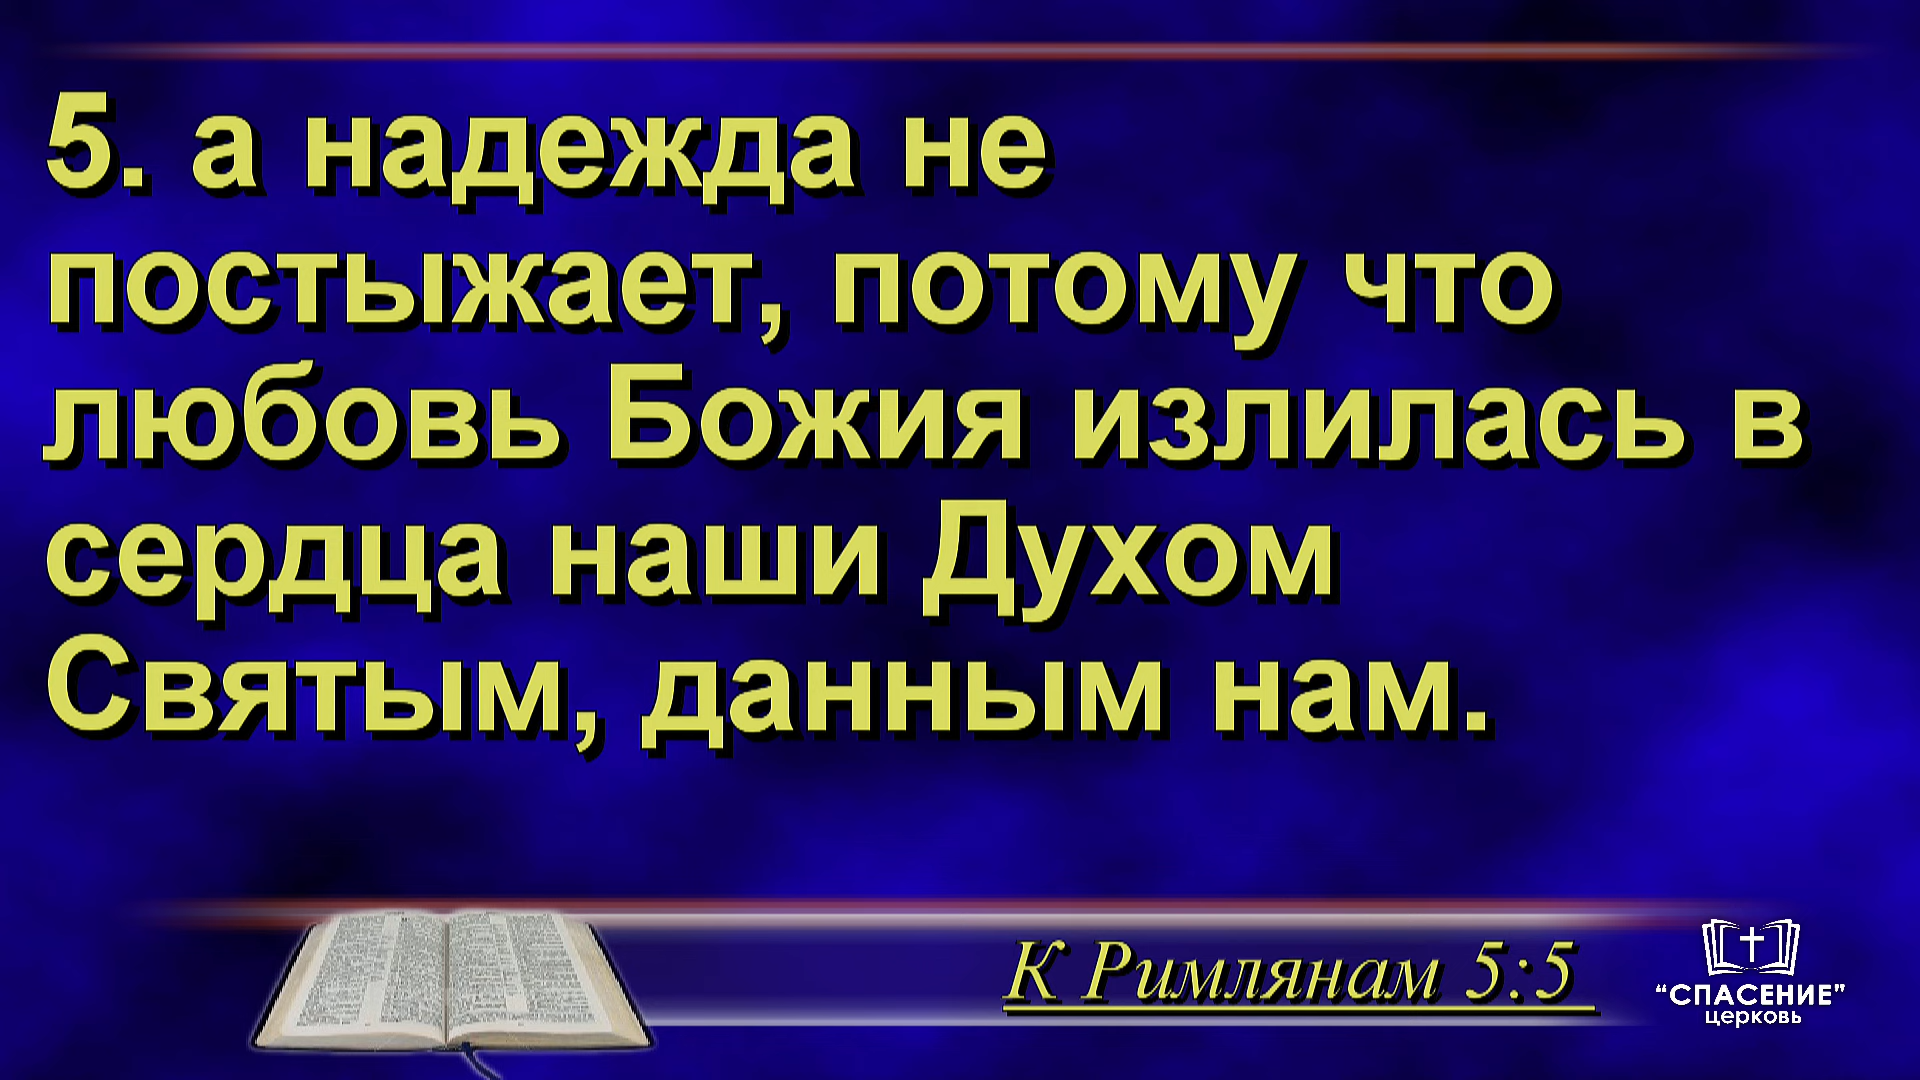 5. а надежда не
постыжает, потому что
любовь Божия излилась в
сердца наши Духом
Святым, данным нам.
К Римлянам 5:5
“СПАСЕНИЕ”
церковь